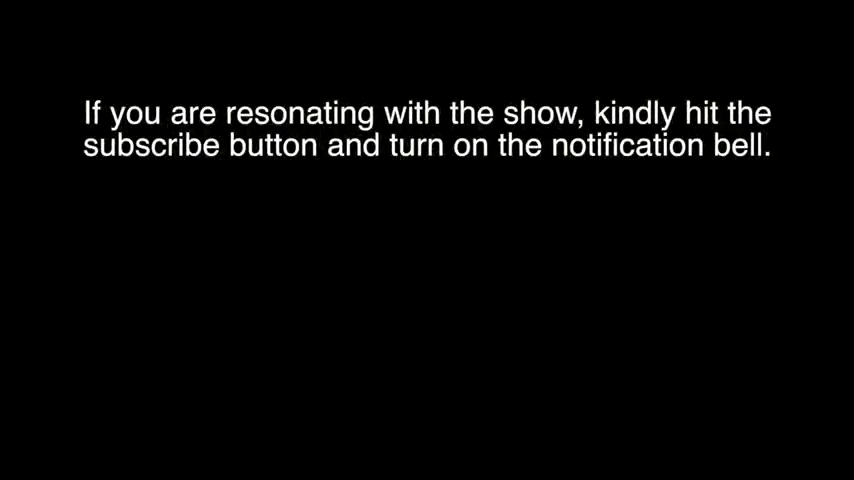 If you are resonating with the show, kindly hit the
subscribe button and turn on the notification bell.